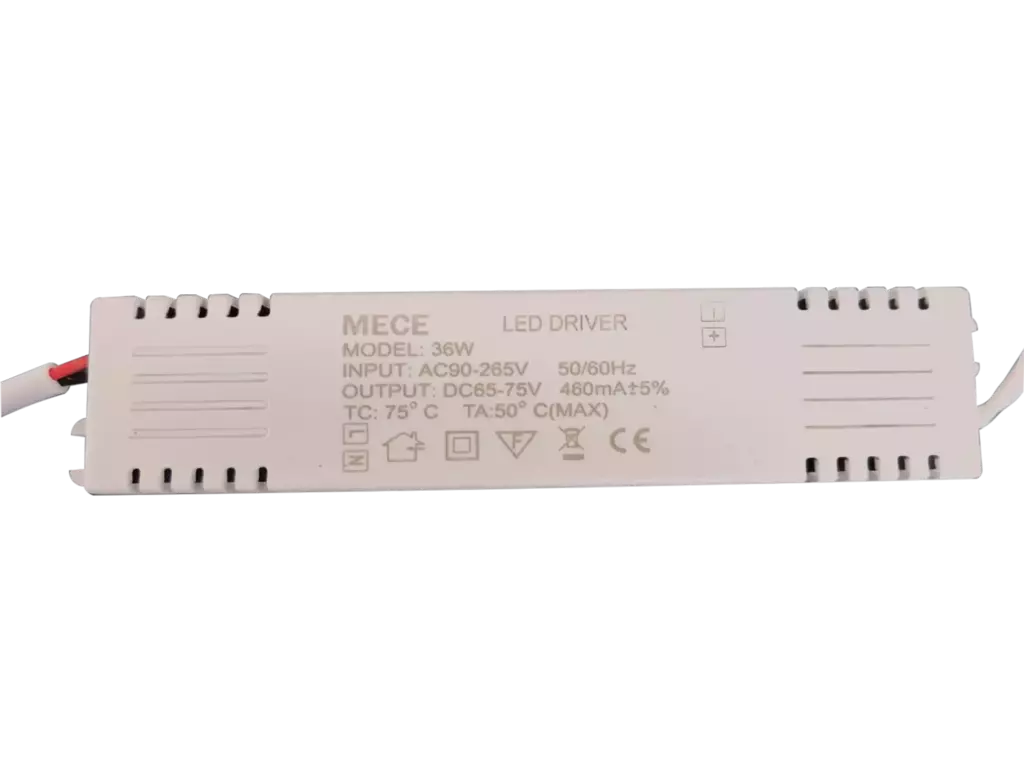 MECE LED DRIVER
MODEL: 36W
INPUT: AC90-265V 50/60Hz
OUTPUT: DC65-75V 460mA±5%
TC: 75° C TA:50° C(MAX)
L
N
F
CE
-
+